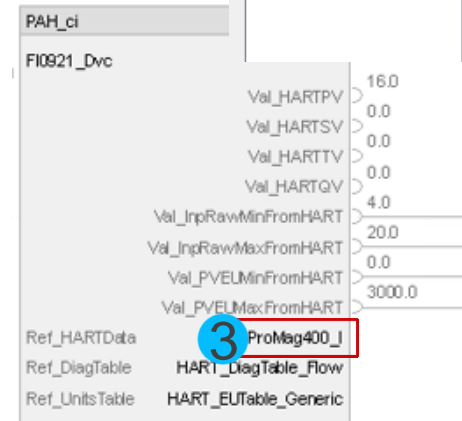 PAH_ci
FI0921_Dvc
Val_HARTPV 16.0
Val_HARTSV 0.0
Val_HARTTV 0.0
Val_HARTQV 0.0
Val_InpRawMinFromHART 4.0
Val_InpRawMaxFromHART 20.0
Val_PVEUMinFromHART 0.0
Val_PVEUMaxFromHART 3000.0
Ref_HARTData 3 ProMag400_I
Ref_DiagTable HART_DiagTable_Flow
Ref_UnitsTable HART_EUTable_Generic